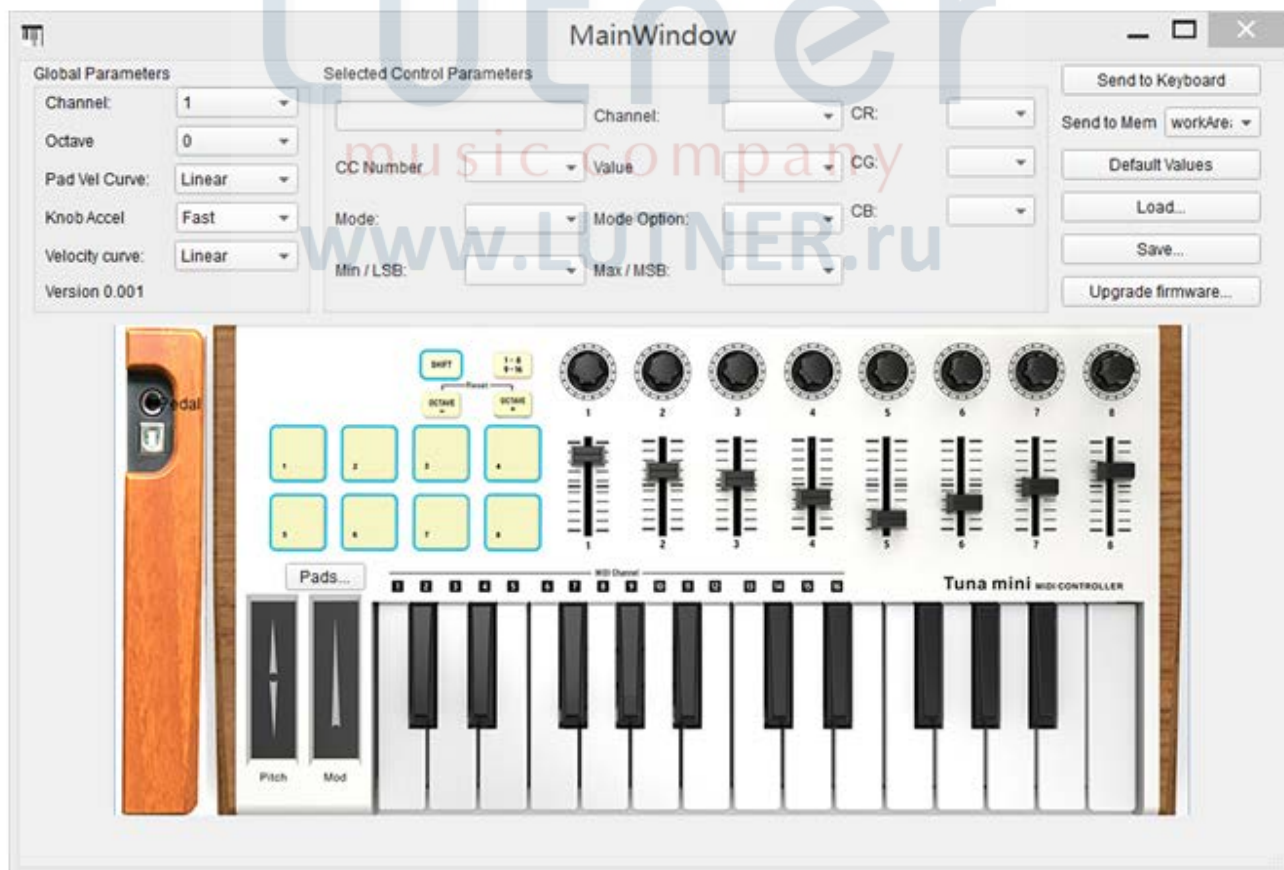 Lutner
music company
www.LUTNER.ru
MainWindow
Global Parameters
Channel: 1
Octave 0
Pad Vel Curve: Linear
Knob Accel Fast
Velocity curve: Linear
Version 0.001
Selected Control Parameters
Channel: CR:
CC Number Value CG:
Mode: Mode Option: CB:
Min / LSB: Max / MSB:
Send to Keyboard
Send to Mem workArea
Default Values
Load...
Save...
Upgrade firmware...
Pedal
SHIFT 1-8
9-16
Reset
OCTAVE - OCTAVE +
1 2 3 4 5 6 7 8
1 2 3 4
5 6 7 8
1 2 3 4 5 6 7 8
Pads...
MIDI Channel
1 2 3 4 5 6 7 8 9 10 11 12 13 14 15 16
Tuna mini MIDI CONTROLLER
Pitch Mod